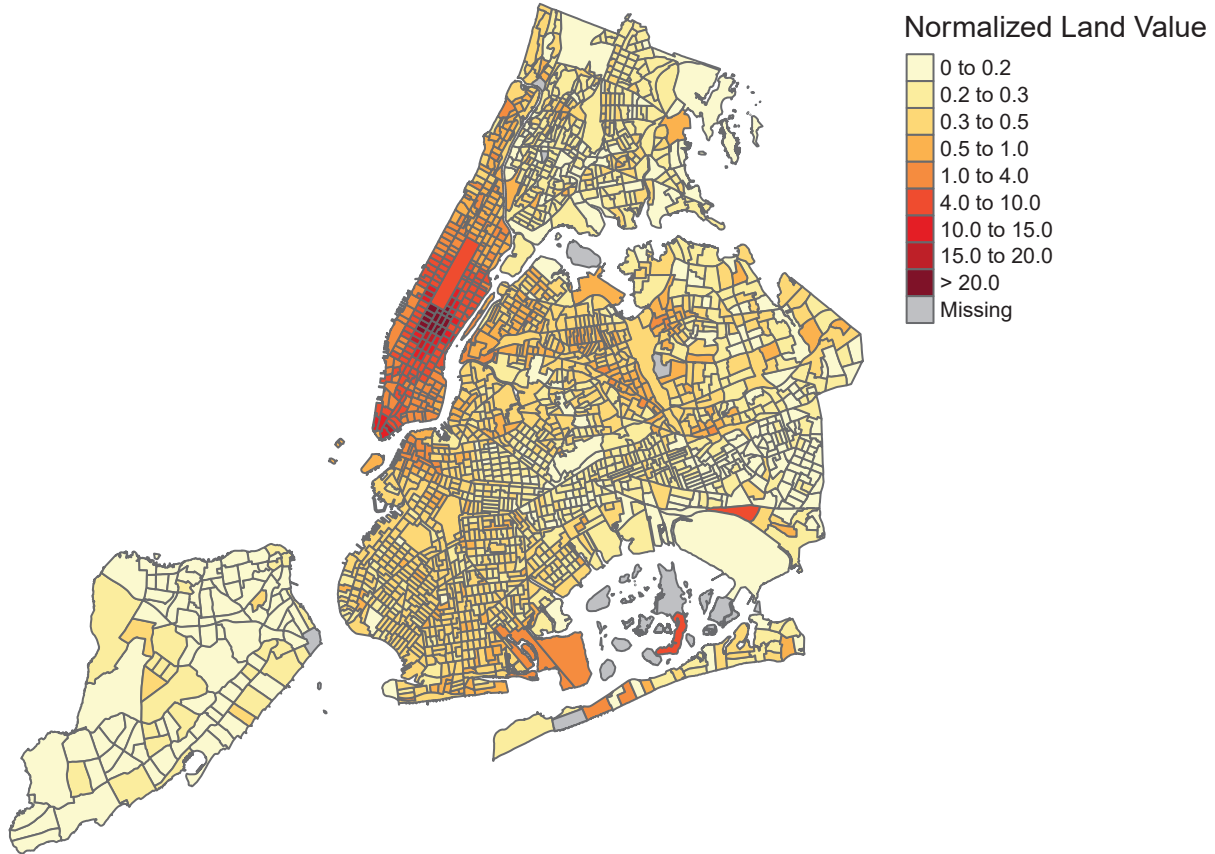 Normalized Land Value
0 to 0.2
0.2 to 0.3
0.3 to 0.5
0.5 to 1.0
1.0 to 4.0
4.0 to 10.0
10.0 to 15.0
15.0 to 20.0
> 20.0
Missing